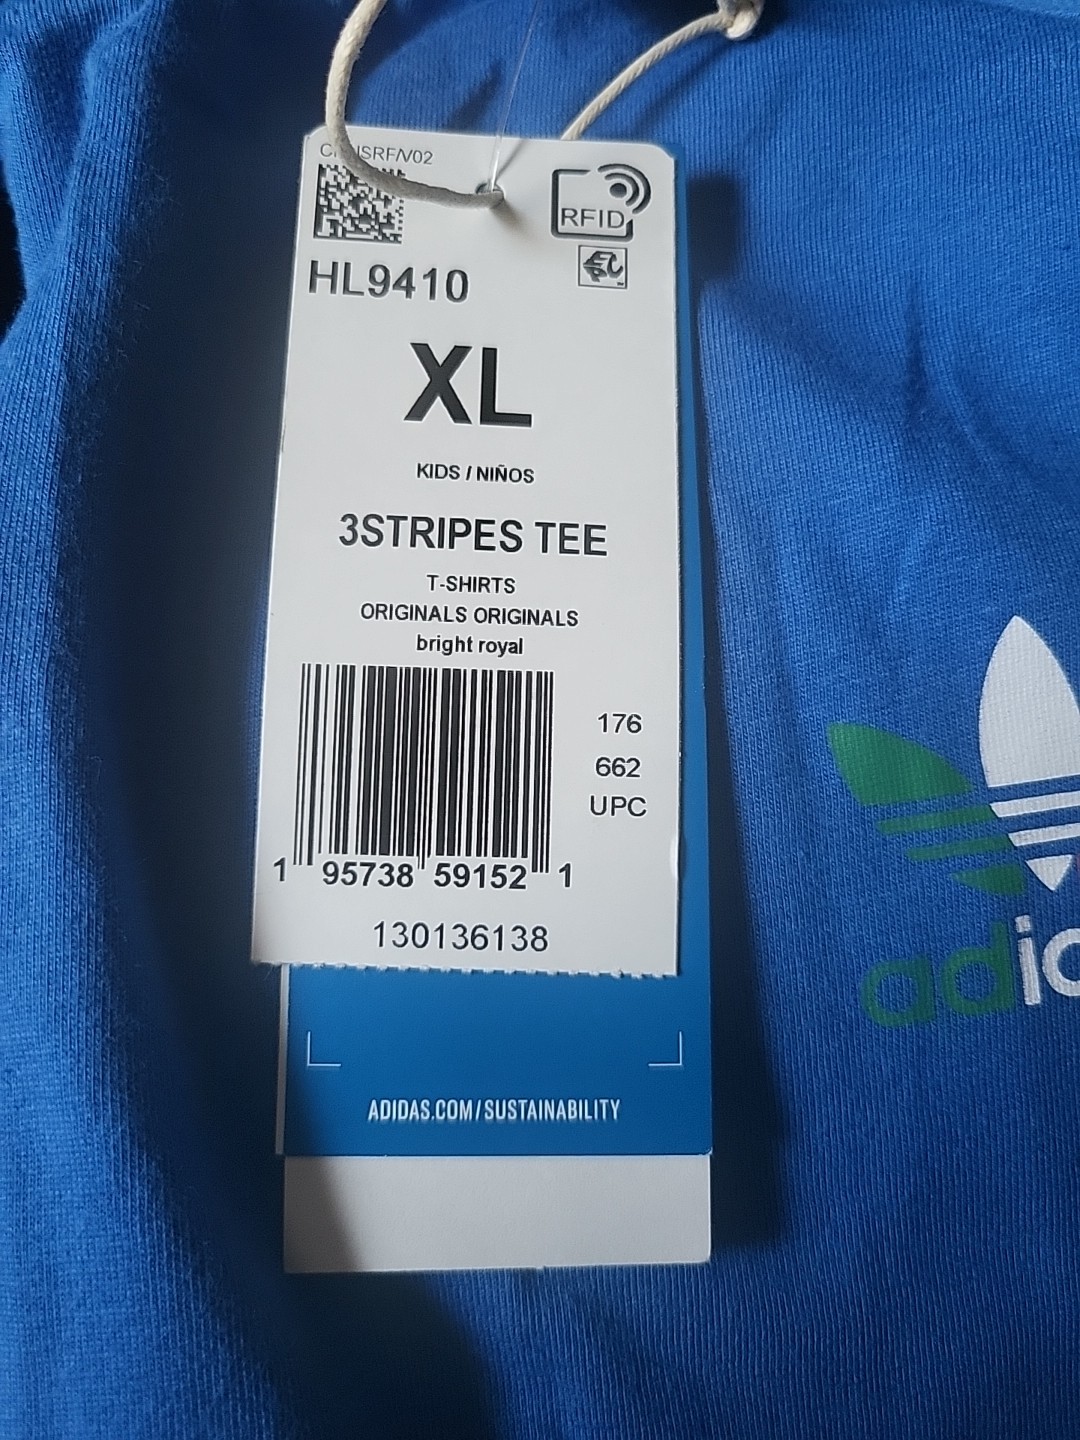 RFID
HL9410
XL
KIDS / NIÑOS
3STRIPES TEE
T-SHIRTS
ORIGINALS ORIGINALS
bright royal
176
662
UPC
1 95738 59152 1
130136138
ADIDAS.COM/SUSTAINABILITY